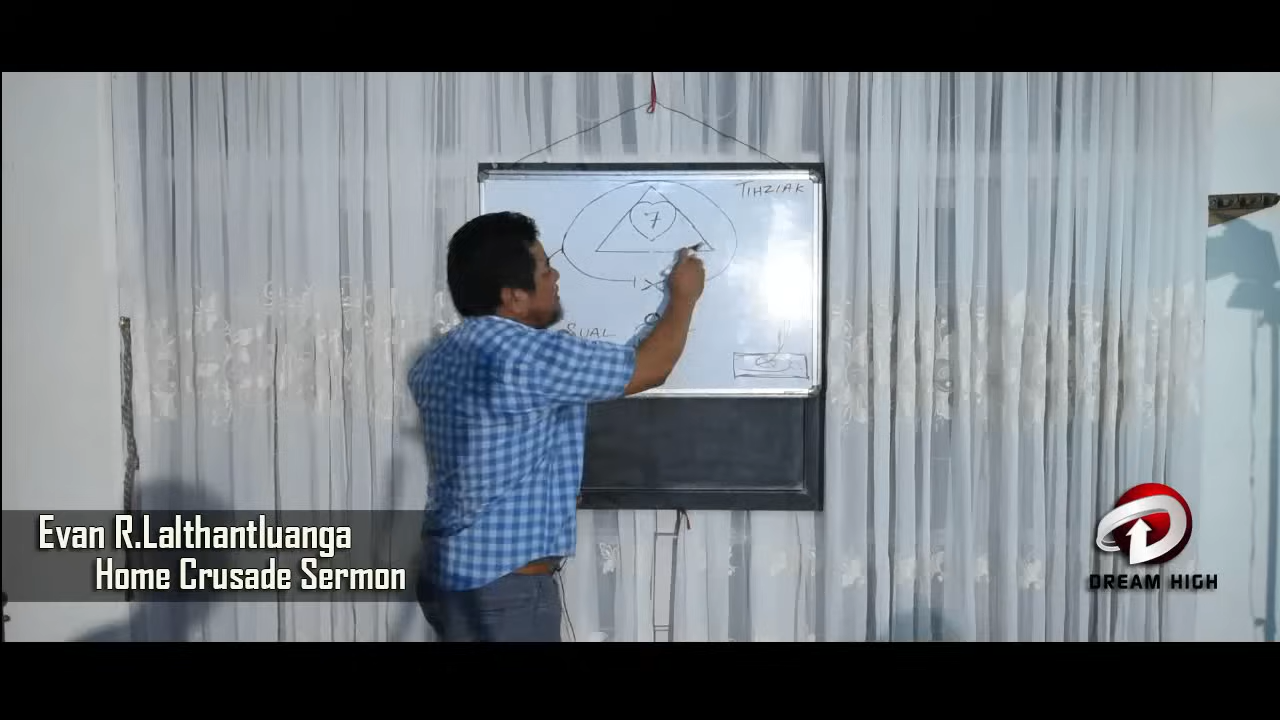 TIHZIAK
7
SUAL
Evan R.Lalthantluanga
Home Crusade Sermon
DREAM HIGH